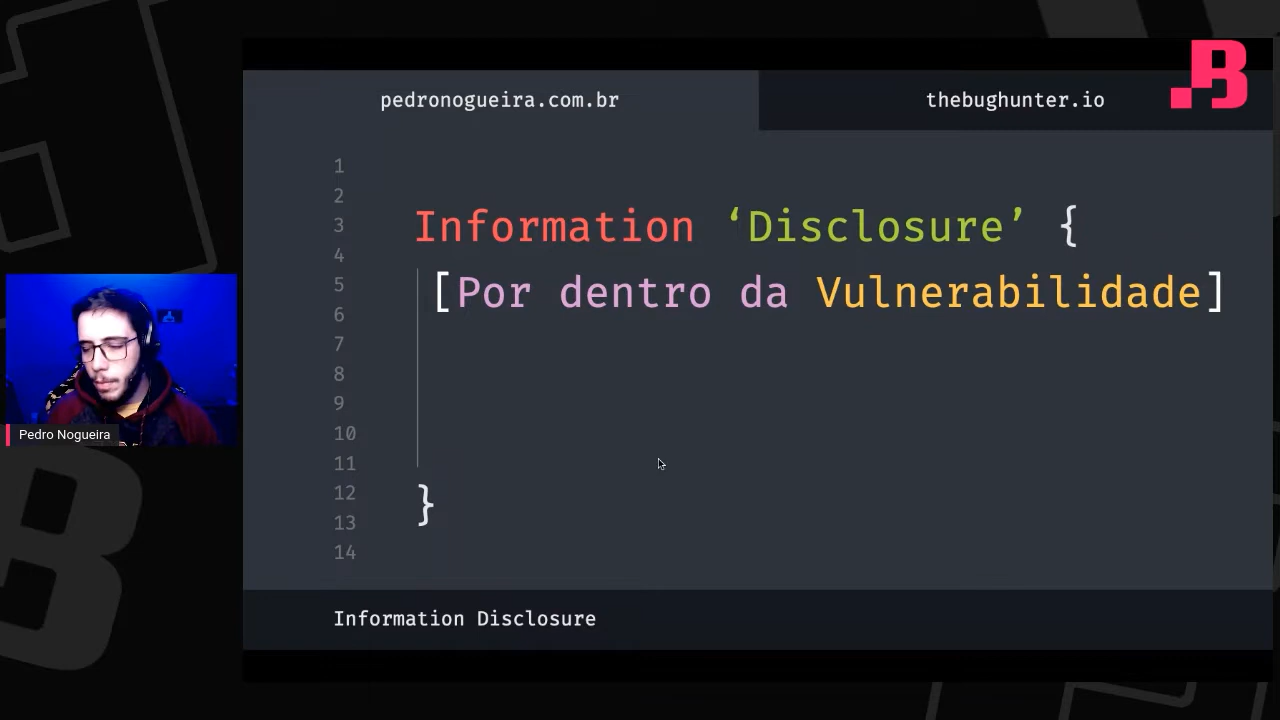 pedronogueira.com.br
thebughunter.io
B
1
2
3
4
5
6
7
8
9
10
11
12
13
14
Information ‘Disclosure’ {
[Por dentro da Vulnerabilidade]
}
Pedro Nogueira
Information Disclosure